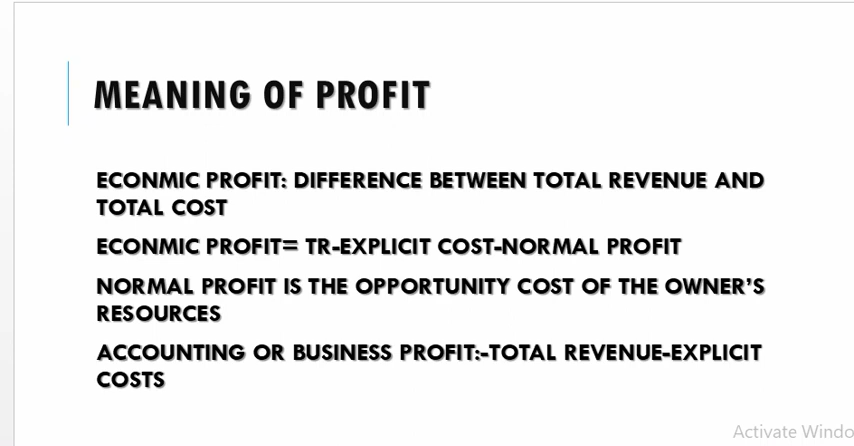 MEANING OF PROFIT
ECONMIC PROFIT: DIFFERENCE BETWEEN TOTAL REVENUE AND
TOTAL COST
ECONMIC PROFIT= TR-EXPLICIT COST-NORMAL PROFIT
NORMAL PROFIT IS THE OPPORTUNITY COST OF THE OWNER'S
RESOURCES
ACCOUNTING OR BUSINESS PROFIT:-TOTAL REVENUE-EXPLICIT
COSTS
Activate Windo